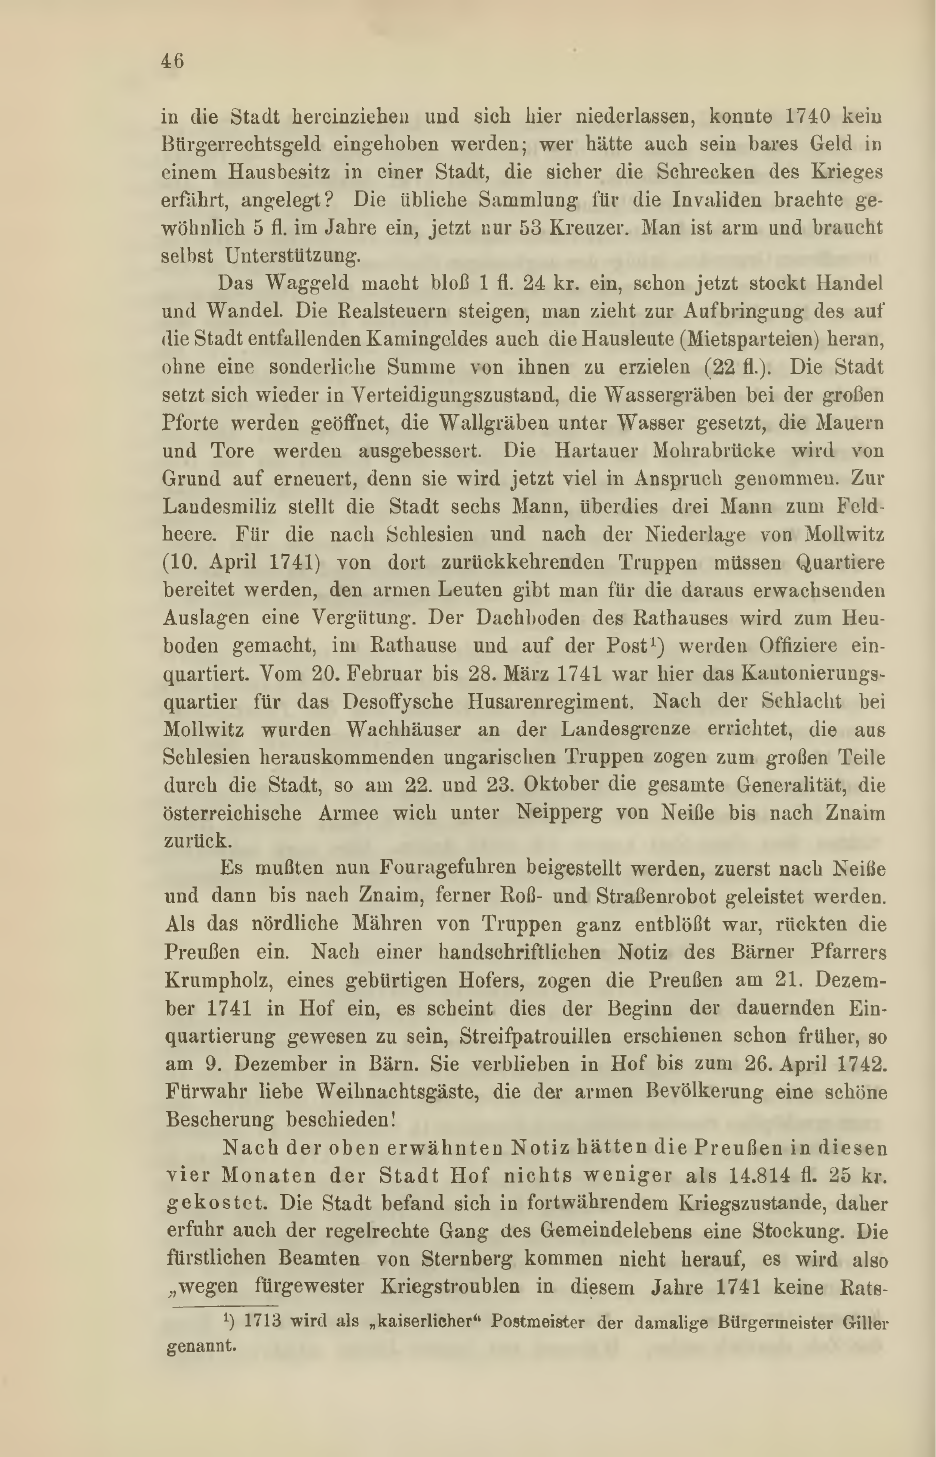 46
in die Stadt hereinziehen und sich hier niederlassen, konnte 1740 kein
Bürgerrechtsgeld eingehoben werden; wer hätte auch sein bares Geld in
einem Hausbesitz in einer Stadt, die sicher die Schrecken des Krieges
erfährt, angelegt? Die übliche Sammlung für die Invaliden brachte ge-
wöhnlich 5 fl. im Jahre ein, jetzt nur 53 Kreuzer. Man ist arm und braucht
selbst Unterstützung.
Das Waggeld macht bloß 1 fl. 24 kr. ein, schon jetzt stockt Handel
und Wandel. Die Realsteuern steigen, man zieht zur Aufbringung des auf
die Stadt entfallenden Kamingeldes auch die Hausleute (Mietsparteien) heran,
ohne eine sonderliche Summe von ihnen zu erzielen (22 fl.). Die Stadt
setzt sich wieder in Verteidigungszustand, die Wassergräben bei der großen
Pforte werden geöffnet, die Wallgräben unter Wasser gesetzt, die Mauern
und Tore werden ausgebessert. Die Hartauer Mohrabrücke wird von
Grund auf erneuert, denn sie wird jetzt viel in Anspruch genommen. Zur
Landesmiliz stellt die Stadt sechs Mann, überdies drei Mann zum Feld-
heere. Für die nach Schlesien und nach der Niederlage von Mollwitz
(10. April 1741) von dort zurückkehrenden Truppen müssen Quartiere
bereitet werden, den armen Leuten gibt man für die daraus erwachsenden
Auslagen eine Vergütung. Der Dachboden des Rathauses wird zum Heu-
boden gemacht, im Rathause und auf der Post¹) werden Offiziere ein-
quartiert. Vom 20. Februar bis 28. März 1741 war hier das Kantonierungs-
quartier für das Desoffysche Husarenregiment. Nach der Schlacht bei
Mollwitz wurden Wachhäuser an der Landesgrenze errichtet, die aus
Schlesien herauskommenden ungarischen Truppen zogen zum großen Teile
durch die Stadt, so am 22. und 23. Oktober die gesamte Generalität, die
österreichische Armee wich unter Neipperg von Neiße bis nach Znaim
zurück.
Es mußten nun Fouragefuhren beigestellt werden, zuerst nach Neiße
und dann bis nach Znaim, ferner Roß- und Straßenrobot geleistet werden.
Als das nördliche Mähren von Truppen ganz entblößt war, rückten die
Preußen ein. Nach einer handschriftlichen Notiz des Bärner Pfarrers
Krumpholz, eines gebürtigen Hofers, zogen die Preußen am 21. Dezem-
ber 1741 in Hof ein, es scheint dies der Beginn der dauernden Ein-
quartierung gewesen zu sein, Streifpatrouillen erschienen schon früher, so
am 9. Dezember in Bärn. Sie verblieben in Hof bis zum 26. April 1742.
Fürwahr liebe Weihnachtsgäste, die der armen Bevölkerung eine schöne
Bescherung beschieden!
Nach der oben erwähnten Notiz hätten die Preußen in diesen
vier Monaten der Stadt Hof nichts weniger als 14.814 fl. 25 kr.
gekostet. Die Stadt befand sich in fortwährendem Kriegszustande, daher
erfuhr auch der regelrechte Gang des Gemeindelebens eine Stockung. Die
fürstlichen Beamten von Sternberg kommen nicht herauf, es wird also
„wegen fürgewester Kriegstroublen in diesem Jahre 1741 keine Rats-
¹) 1713 wird als „kaiserlicher“ Postmeister der damalige Bürgermeister Giller
genannt.